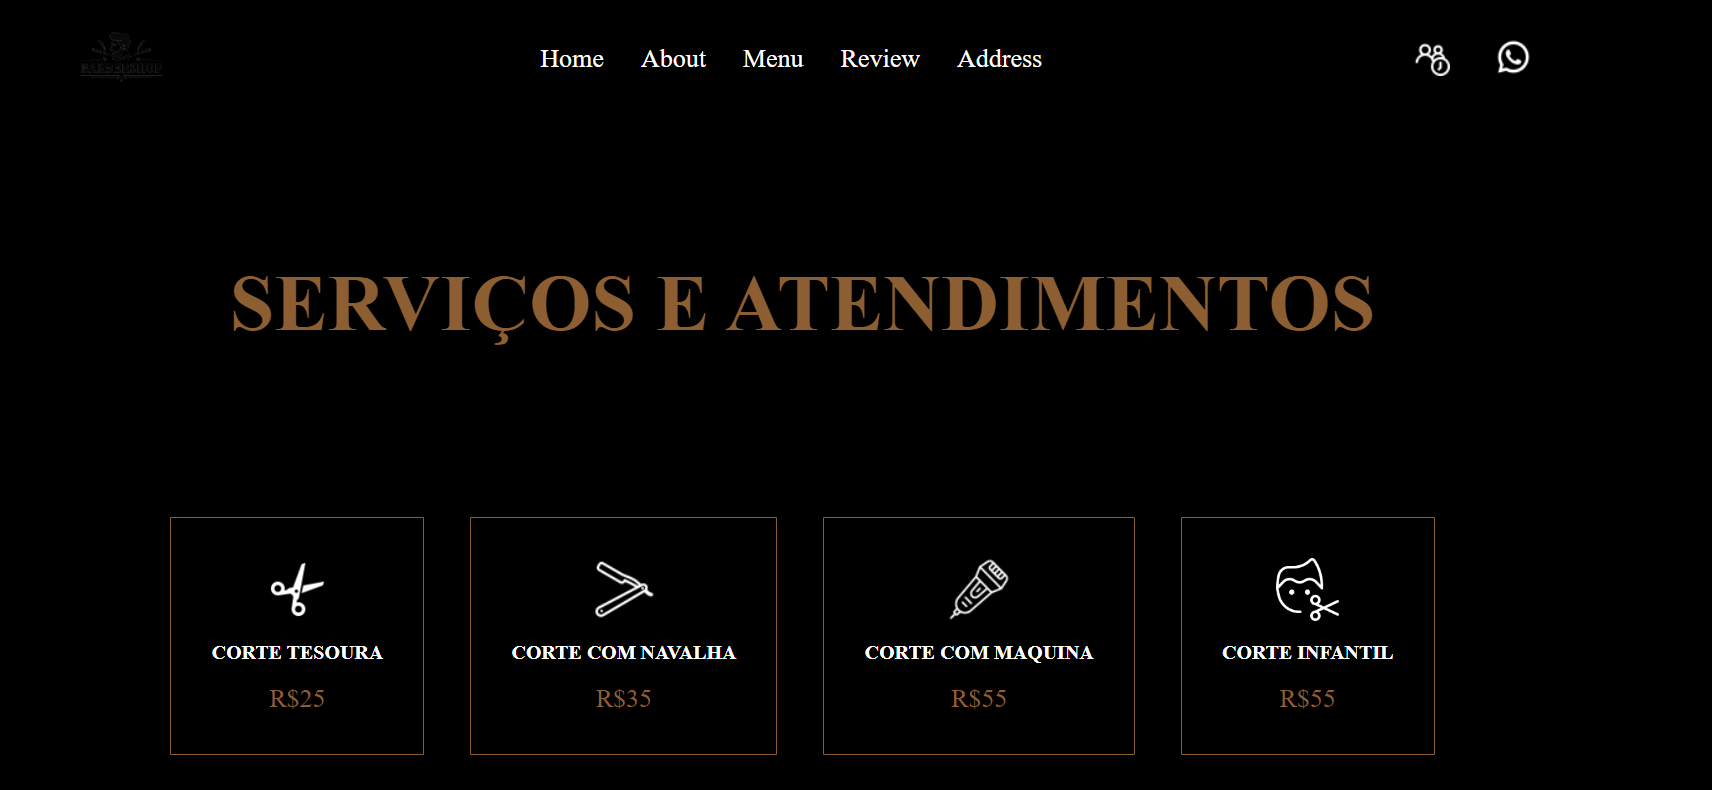 BARBERSHOP
Home About Menu Review Address
SERVIÇOS E ATENDIMENTOS
CORTE TESOURA
R$25
CORTE COM NAVALHA
R$35
CORTE COM MAQUINA
R$55
CORTE INFANTIL
R$55